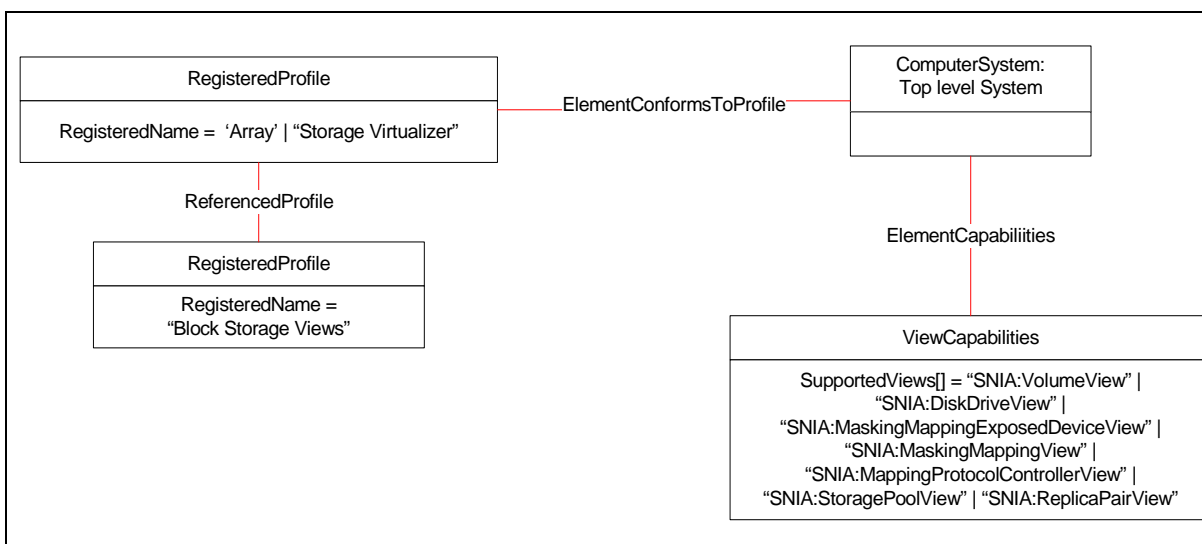 RegisteredProfile
RegisteredName =  ‘Array’ | “Storage Virtualizer”
ElementConformsToProfile
ComputerSystem:
Top level System
ReferencedProfile
RegisteredProfile
RegisteredName =
“Block Storage Views”
ElementCapabiliities
ViewCapabilities
SupportedViews[] = “SNIA:VolumeView” |
“SNIA:DiskDriveView” |
“SNIA:MaskingMappingExposedDeviceView” |
“SNIA:MaskingMappingView” |
“SNIA:MappingProtocolControllerView” |
“SNIA:StoragePoolView” | “SNIA:ReplicaPairView”